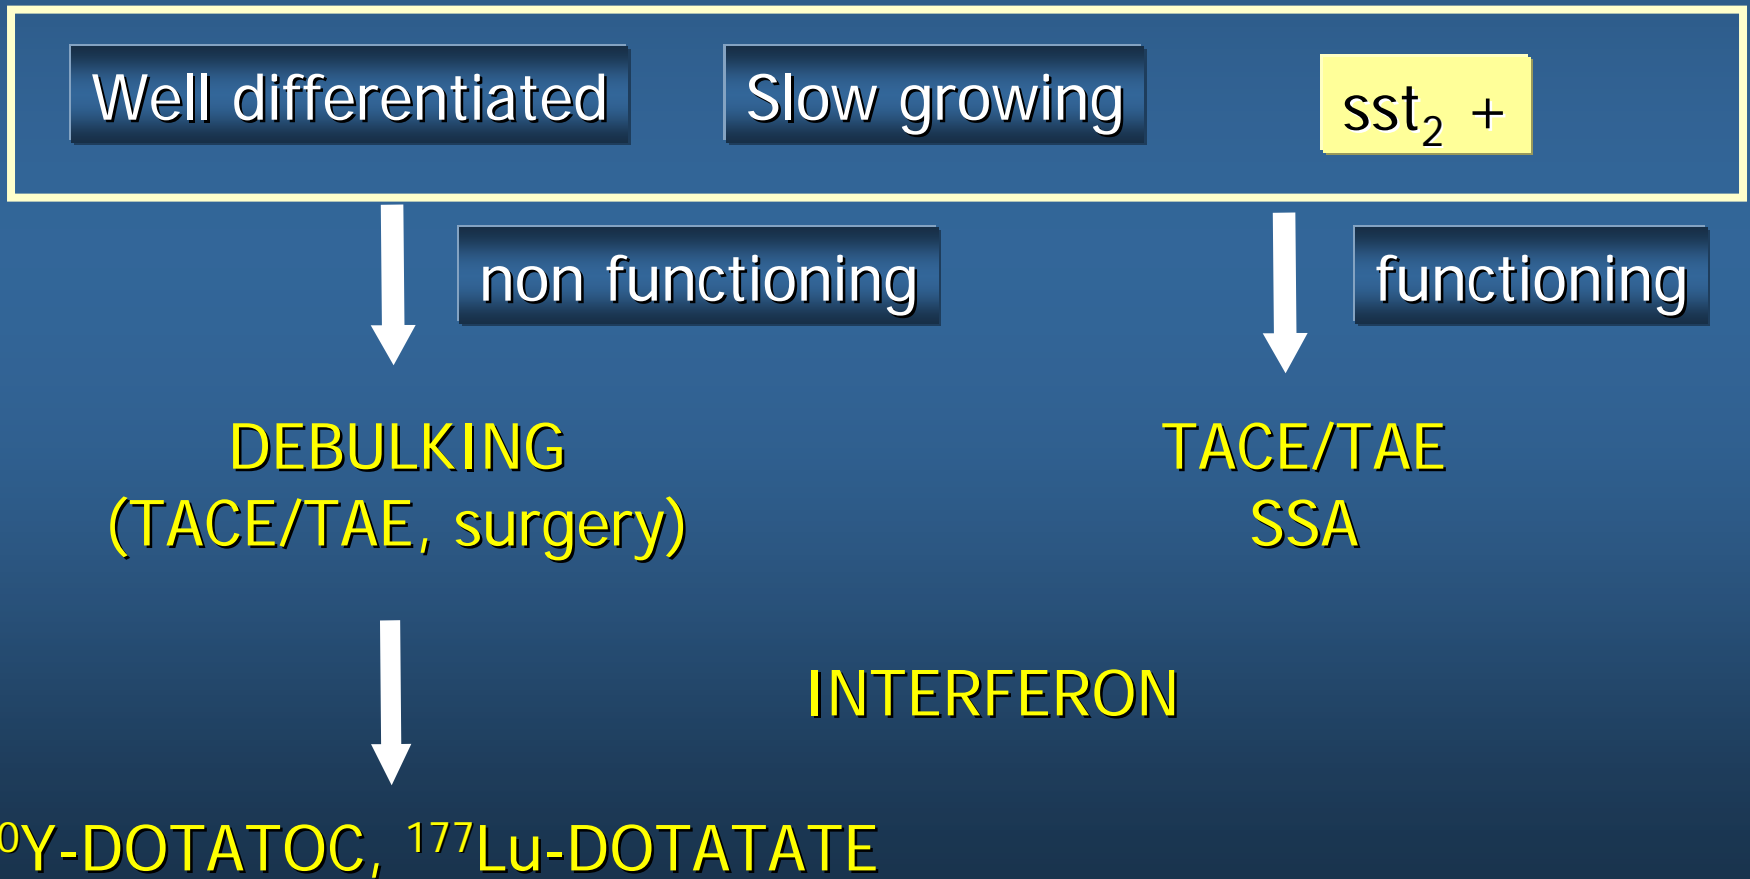 Well differentiated Slow growing sst₂ +
non functioning functioning
DEBULKING
(TACE/TAE, surgery)
TACE/TAE
SSA
INTERFERON
⁰Y-DOTATOC, ¹⁷⁷Lu-DOTATATE